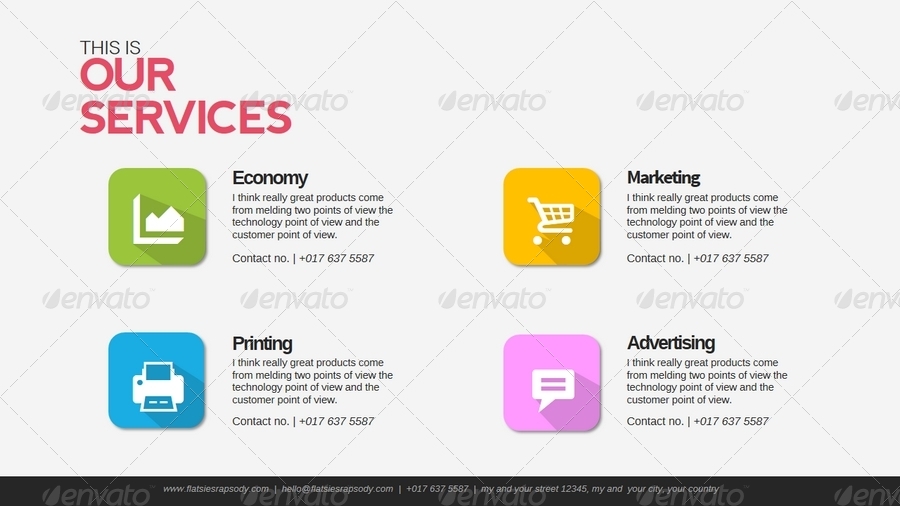 THIS IS
OUR
SERVICES
Economy
I think really great products come
from melding two points of view the
technology point of view and the
customer point of view.
Contact no. | +017 637 5587
Marketing
I think really great products come
from melding two points of view the
technology point of view and the
customer point of view.
Contact no. | +017 637 5587
Printing
I think really great products come
from melding two points of view the
technology point of view and the
customer point of view.
Contact no. | +017 637 5587
Advertising
I think really great products come
from melding two points of view the
technology point of view and the
customer point of view.
Contact no. | +017 637 5587
www.flatsiesrapsody.com | hello@flatsiesrapsody.com | +017 637 5587 | my and your street 12345, my and your city, your country
envato envato envato envato envato
envato envato envato envato envato
envato envato envato envato envato